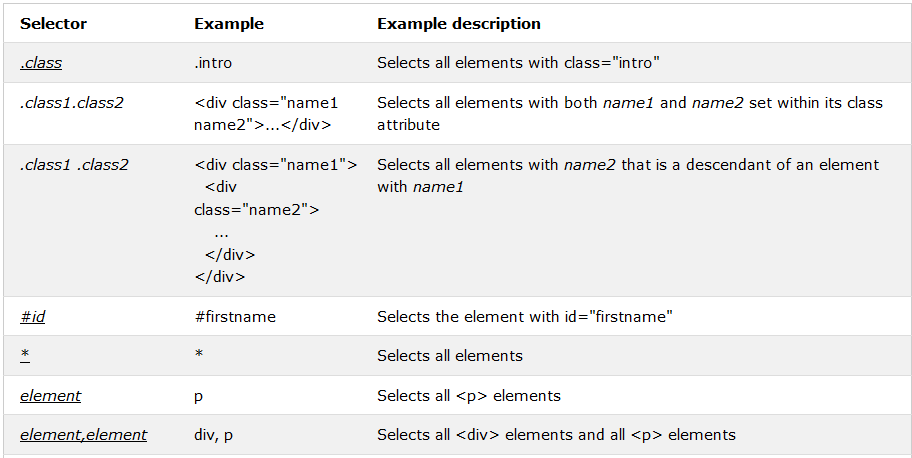 Selector Example Example description
.class .intro Selects all elements with class="intro"
.class1.class2 <div class="name1 Selects all elements with both name1 and name2 set within its class
name2">...</div> attribute
.class1 .class2 <div class="name1"> Selects all elements with name2 that is a descendant of an element
<div with name1
class="name2">
...
</div>
</div>
#id #firstname Selects the element with id="firstname"
* * Selects all elements
element p Selects all <p> elements
element,element div, p Selects all <div> elements and all <p> elements